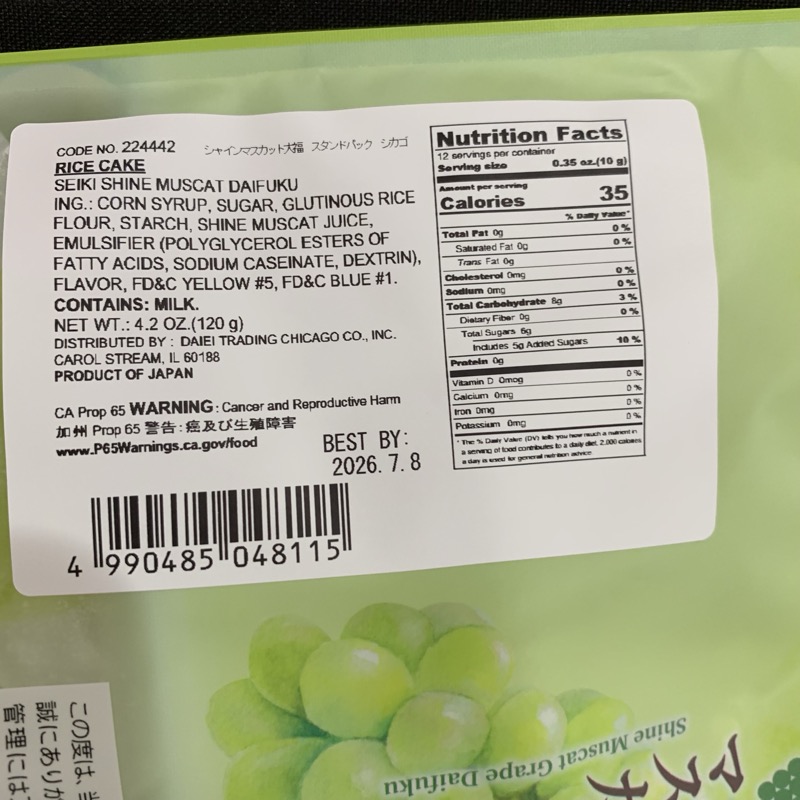 CODE NO. 224442 シャインマスカット大福 スタンドパック シカゴ
RICE CAKE
SEIKI SHINE MUSCAT DAIFUKU
ING.: CORN SYRUP, SUGAR, GLUTINOUS RICE
FLOUR, STARCH, SHINE MUSCAT JUICE,
EMULSIFIER (POLYGLYCEROL ESTERS OF
FATTY ACIDS, SODIUM CASEINATE, DEXTRIN),
FLAVOR, FD&C YELLOW #5, FD&C BLUE #1.
CONTAINS: MILK.
NET WT.: 4.2 OZ.(120 g)
DISTRIBUTED BY : DAIEI TRADING CHICAGO CO., INC.
CAROL STREAM, IL 60188
PRODUCT OF JAPAN
CA Prop 65 WARNING : Cancer and Reproductive Harm
加州 Prop 65 警告 : 癌及び生殖障害
www.P65Warnings.ca.gov/food
BEST BY:
2026. 7. 8
4 990485 048115
Nutrition Facts
12 servings per container
Serving size 0.35 oz.(10 g)
Amount per serving
Calories 35
% Daily Value*
Total Fat 0g 0%
Saturated Fat 0g 0%
Trans Fat 0g
Cholesterol 0mg 0%
Sodium 0mg 0%
Total Carbohydrate 8g 3%
Dietary Fiber 0g 0%
Total Sugars 6g
Includes 5g Added Sugars 10%
Protein 0g
Vitamin D 0mcg 0%
Calcium 0mg 0%
Iron 0mg 0%
Potassium 0mg 0%
* The % Daily Value (DV) tells you how much a nutrient in
a serving of food contributes to a daily diet. 2,000 calories
a day is used for general nutrition advice
Shine Muscat Grape Daifuku
マスカ
この度は、
誠にあり
管理には